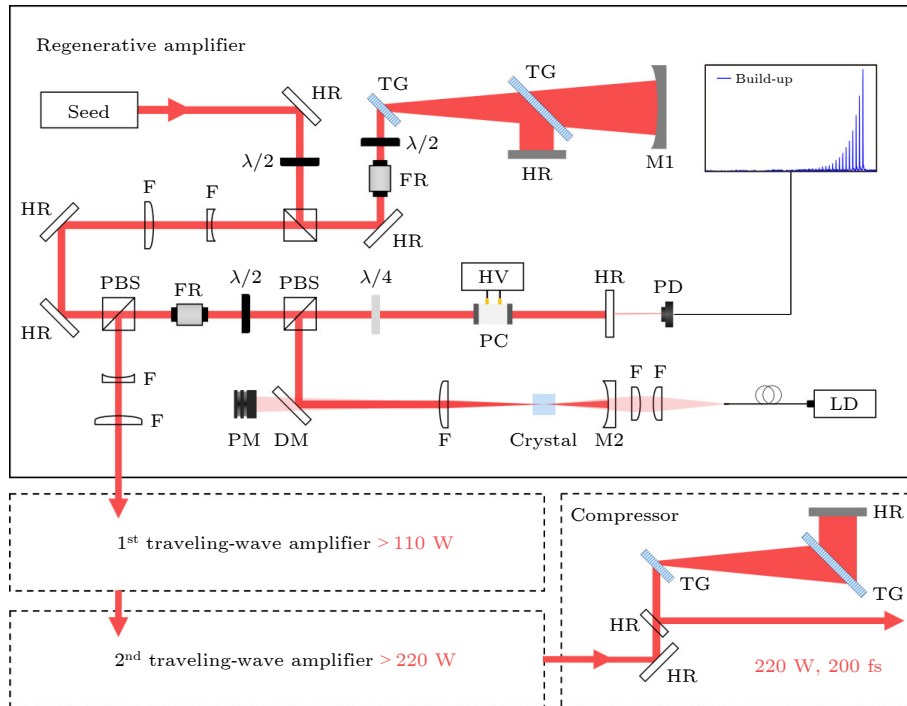 Regenerative amplifier
Seed
HR
TG
TG
Build-up
λ/2
λ/2
FR
HR
M1
HR
F
F
HR
PBS
FR
λ/2
PBS
λ/4
HV
HR
PD
HR
PC
F
F
F
F
PM
DM
F
Crystal
M2
LD
1st traveling-wave amplifier > 110 W
Compressor
HR
TG
TG
HR
2nd traveling-wave amplifier > 220 W
HR
220 W, 200 fs